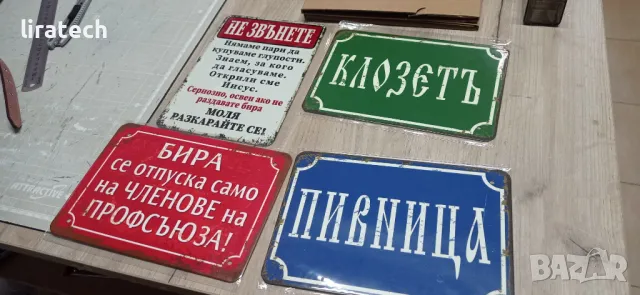 liratech
НЕ ЗВЪНЕТЕ
Нямаме пари да
купуваме глупости.
Знаем, за кого
да гласуваме.
Открили сме
Иисус.
Сериозно, освен ако не
раздавате бира
МОЛЯ
РАЗКАРАЙТЕ СЕ!
КЛОЗЕТЪ
БИРА
се отпуска само
на ЧЛЕНОВЕ на
ПРОФСЪЮЗА!
ПИВНИЦА
BAZAR